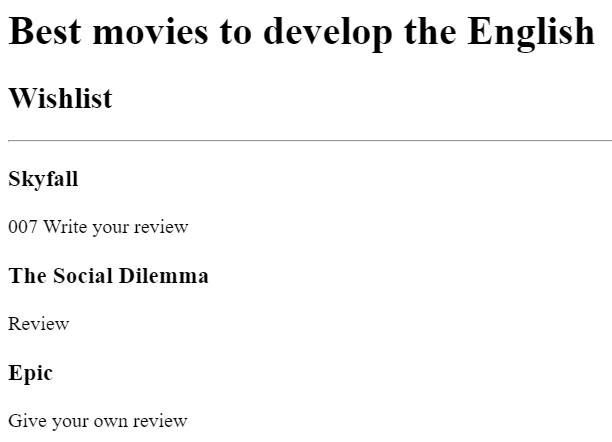 Best movies to develop the English
Wishlist
Skyfall
007 Write your review
The Social Dilemma
Review
Epic
Give your own review